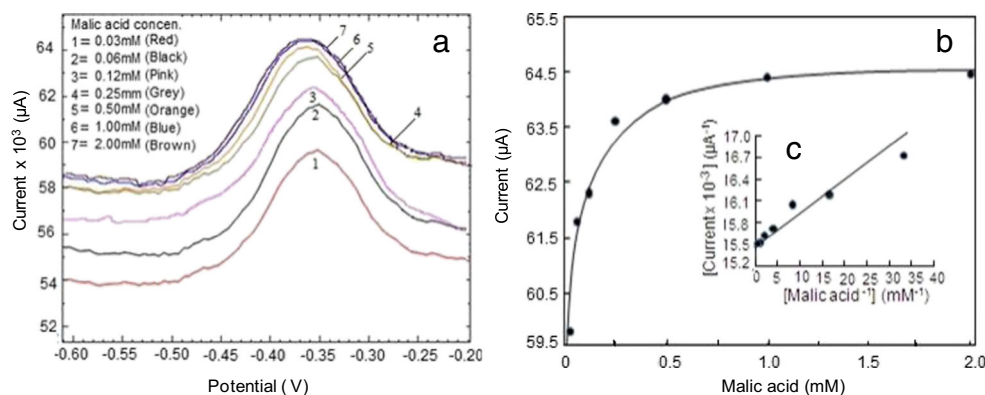 a
Malic acid concen.
1 = 0.03mM (Red)
2 = 0.06mM (Black)
3 = 0.12mM (Pink)
4 = 0.25mm (Grey)
5 = 0.50mM (Orange)
6 = 1.00mM (Blue)
7 = 2.00mM (Brown)
7
6
5
4
3
2
1
64
62
60
58
56
54
52
Current x 10³ (µA)
-0.60 -0.50 -0.45 -0.40 -0.35 -0.30 -0.25 -0.20
Potential ( V)
b
65.5
64.5
63.5
62.5
61.5
60.5
59.5
Current (µA)
0 0.5 1.0 1.5 2.0
Malic acid (mM)
c
17.0
16.7
16.4
16.1
15.8
15.5
15.2
[Current x 10⁻³] (µA⁻¹)
0 5 10 15 20 25 30 35 40
[Malic acid⁻¹] (mM⁻¹)